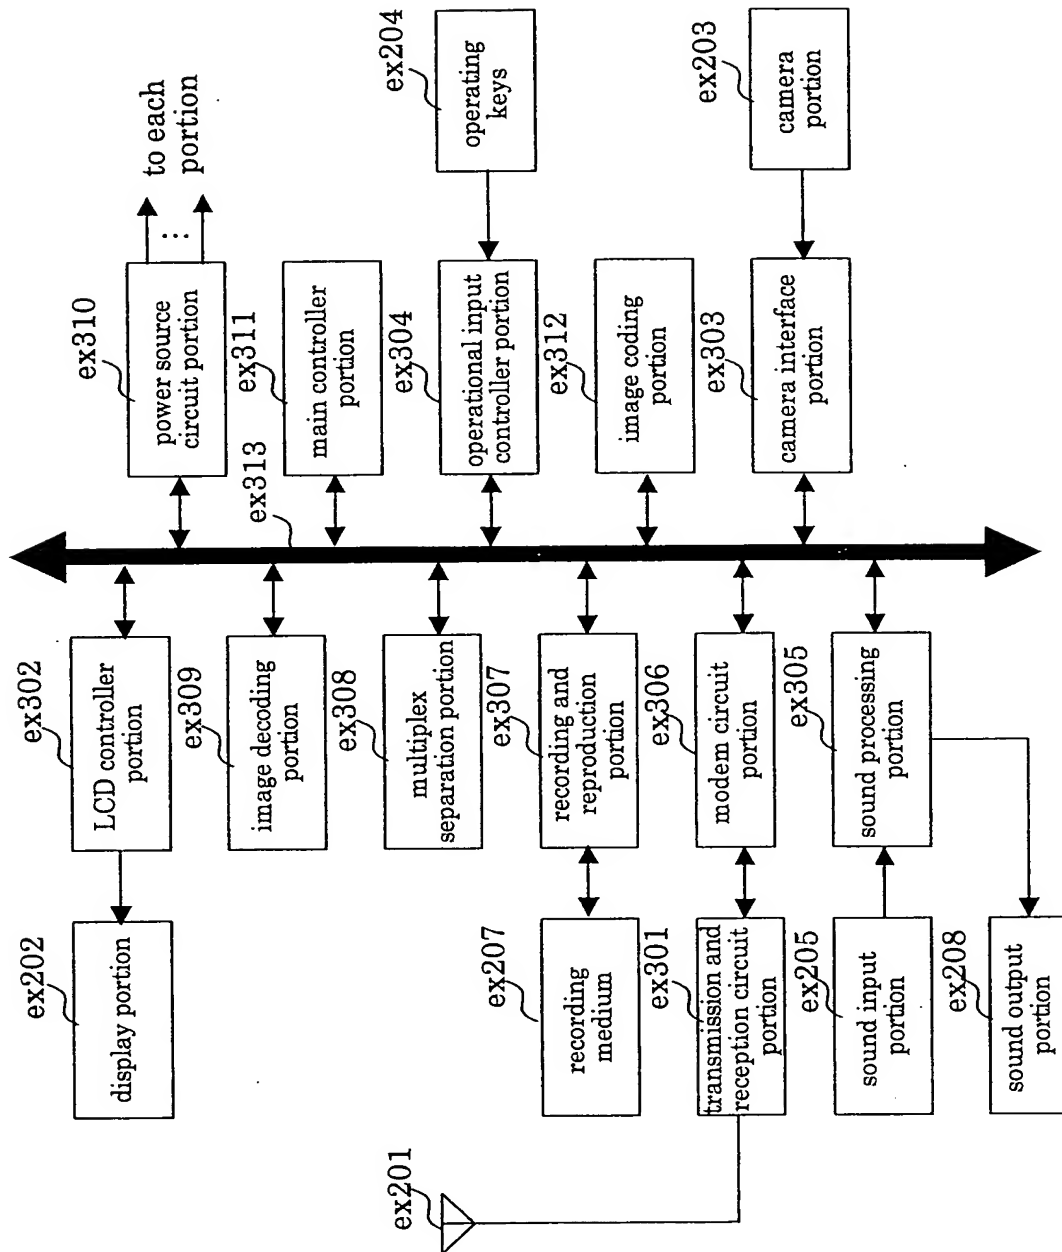 ex202
display portion
ex302
LCD controller
portion
ex310
power source
circuit portion
to each
portion
...
ex309
image decoding
portion
ex313
ex311
main controller
portion
ex308
multiplex
separation portion
ex304
operational input
controller portion
ex204
operating
keys
ex207
recording
medium
ex307
recording and
reproduction
portion
ex312
image coding
portion
ex201
ex301
transmission and
reception circuit
portion
ex306
modem circuit
portion
ex303
camera interface
portion
ex203
camera
portion
ex205
sound input
portion
ex305
sound processing
portion
ex208
sound output
portion